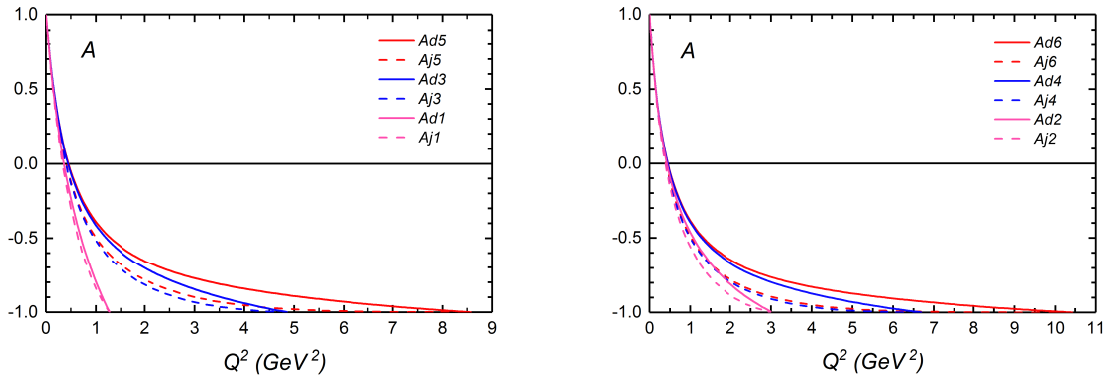 1.0
0.5
0.0
-0.5
-1.0
A
Ad5
Aj5
Ad3
Aj3
Ad1
Aj1
0 1 2 3 4 5 6 7 8 9
Q² (GeV²)
1.0
0.5
0.0
-0.5
-1.0
A
Ad6
Aj6
Ad4
Aj4
Ad2
Aj2
0 1 2 3 4 5 6 7 8 9 10 11
Q² (GeV²)